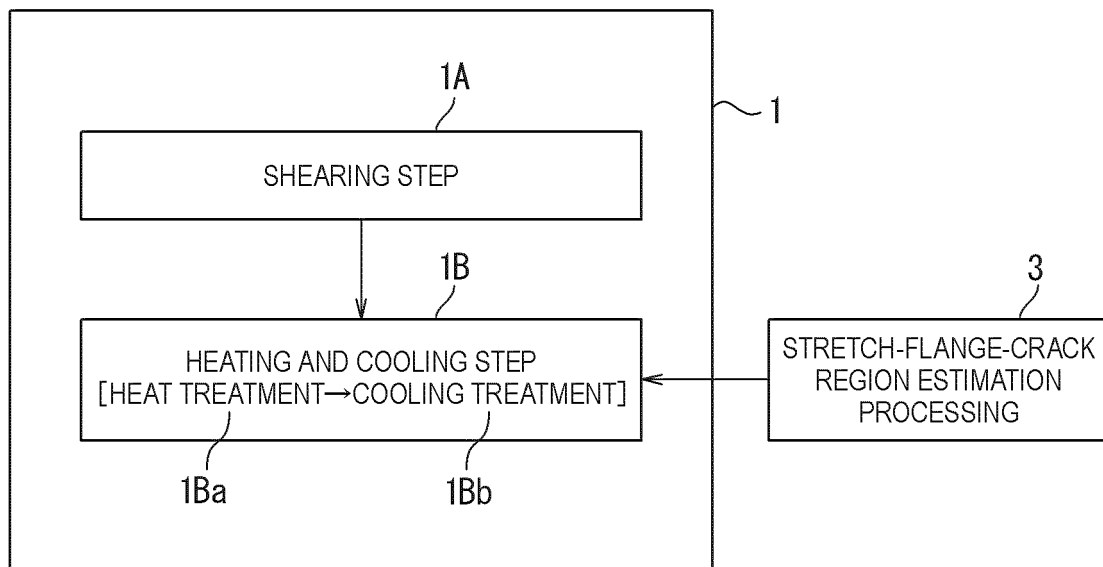 1A
1
SHEARING STEP
1B
3
HEATING AND COOLING STEP
[HEAT TREATMENT→COOLING TREATMENT]
STRETCH-FLANGE-CRACK
REGION ESTIMATION
PROCESSING
1Ba
1Bb